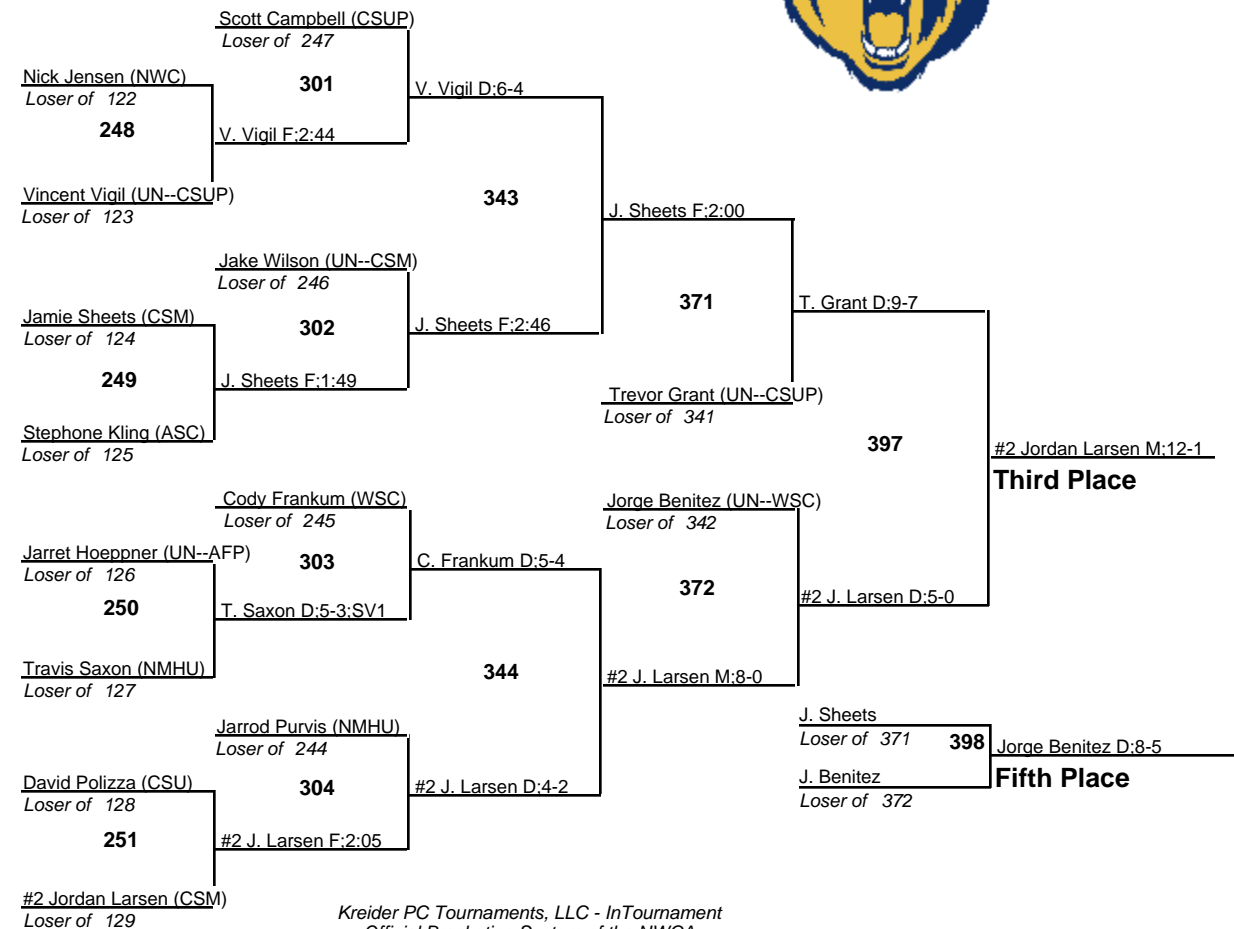 Scott Campbell (CSUP)
Loser of 247
Nick Jensen (NWC)
Loser of 122
301
V. Vigil D;6-4
248
V. Vigil F;2:44
Vincent Vigil (UN--CSUP)
Loser of 123
343
J. Sheets F;2:00
Jake Wilson (UN--CSM)
Loser of 246
Jamie Sheets (CSM)
Loser of 124
302
J. Sheets F;2:46
371
T. Grant D;9-7
249
J. Sheets F;1:49
Trevor Grant (UN--CSUP)
Loser of 341
Stephone Kling (ASC)
Loser of 125
397
#2 Jordan Larsen M;12-1
Third Place
Cody Frankum (WSC)
Loser of 245
Jorge Benitez (UN--WSC)
Loser of 342
Jarret Hoeppner (UN--AFP)
Loser of 126
303
C. Frankum D;5-4
372
250
T. Saxon D;5-3;SV1
#2 J. Larsen D;5-0
Travis Saxon (NMHU)
Loser of 127
344
#2 J. Larsen M;8-0
Jarrod Purvis (NMHU)
Loser of 244
J. Sheets
Loser of 371
398
Jorge Benitez D;8-5
Fifth Place
J. Benitez
Loser of 372
David Polizza (CSU)
Loser of 128
304
#2 J. Larsen D;4-2
251
#2 J. Larsen F;2:05
#2 Jordan Larsen (CSM)
Loser of 129
Kreider PC Tournaments, LLC - InTournament